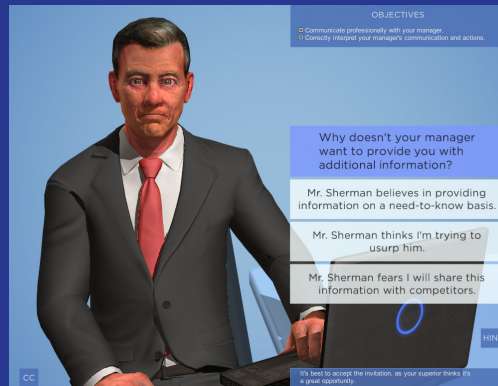 OBJECTIVES
Communicate professionally with your manager.
Correctly interpret your manager's communication and actions.
Why doesn't your manager
want to provide you with
additional information?
Mr. Sherman believes in providing
information on a need-to-know basis.
Mr. Sherman thinks I'm trying to
usurp him.
Mr. Sherman fears I will share this
information with competitors.
HIN
CC
It's best to accept the invitation, as your superior thinks it's
a great opportunity.